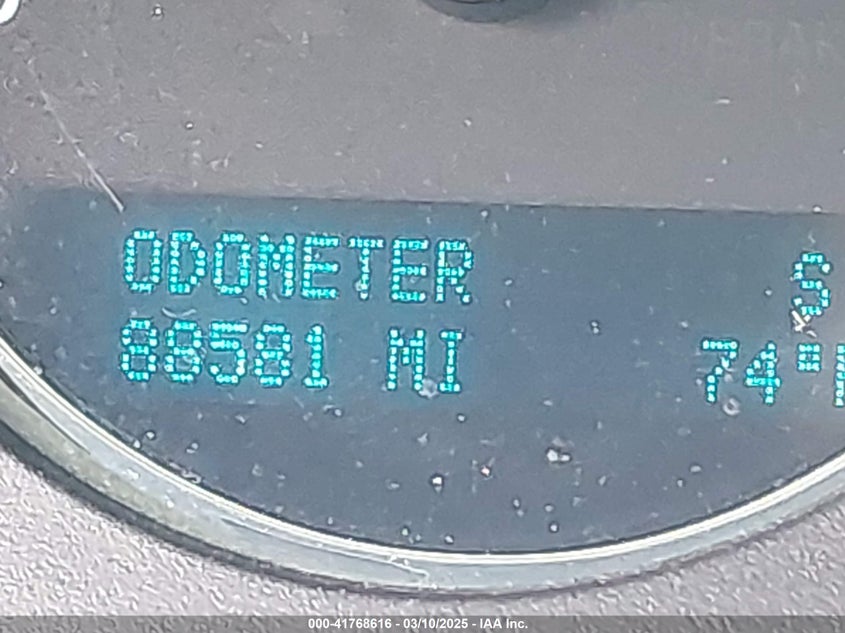 ODOMETER S
88581 MI 74°F
000-41768616 - 03/10/2025 - IAA Inc.